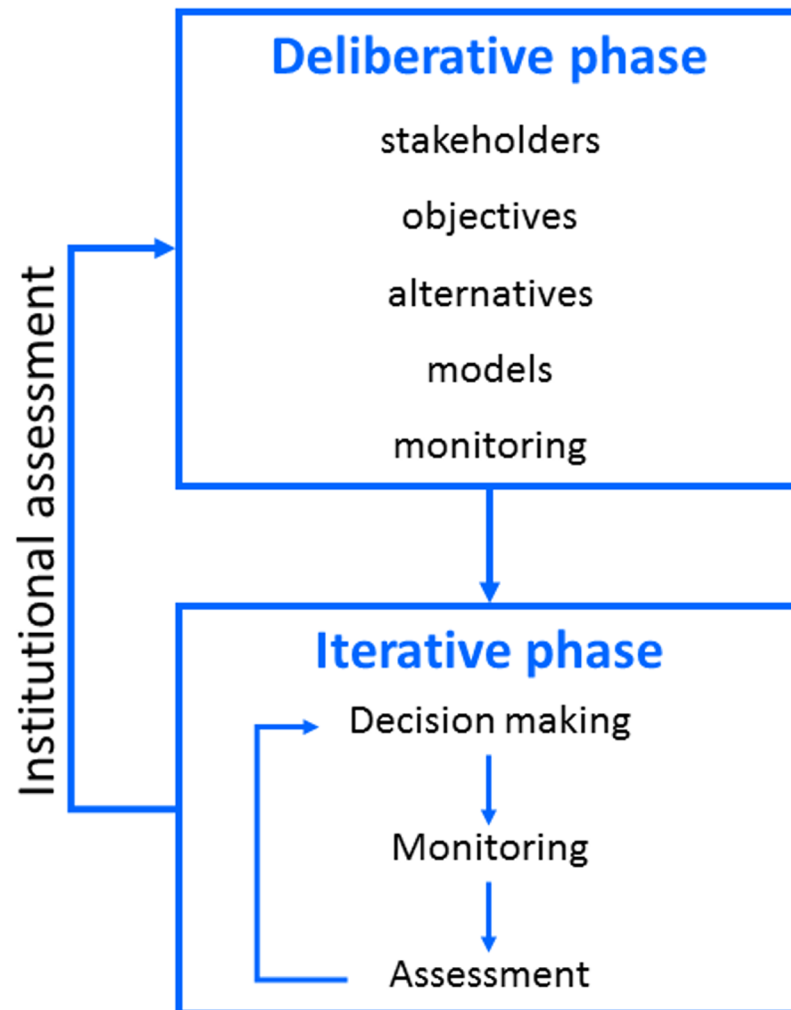 Deliberative phase
stakeholders
objectives
alternatives
models
monitoring
Institutional assessment
Iterative phase
Decision making
Monitoring
Assessment